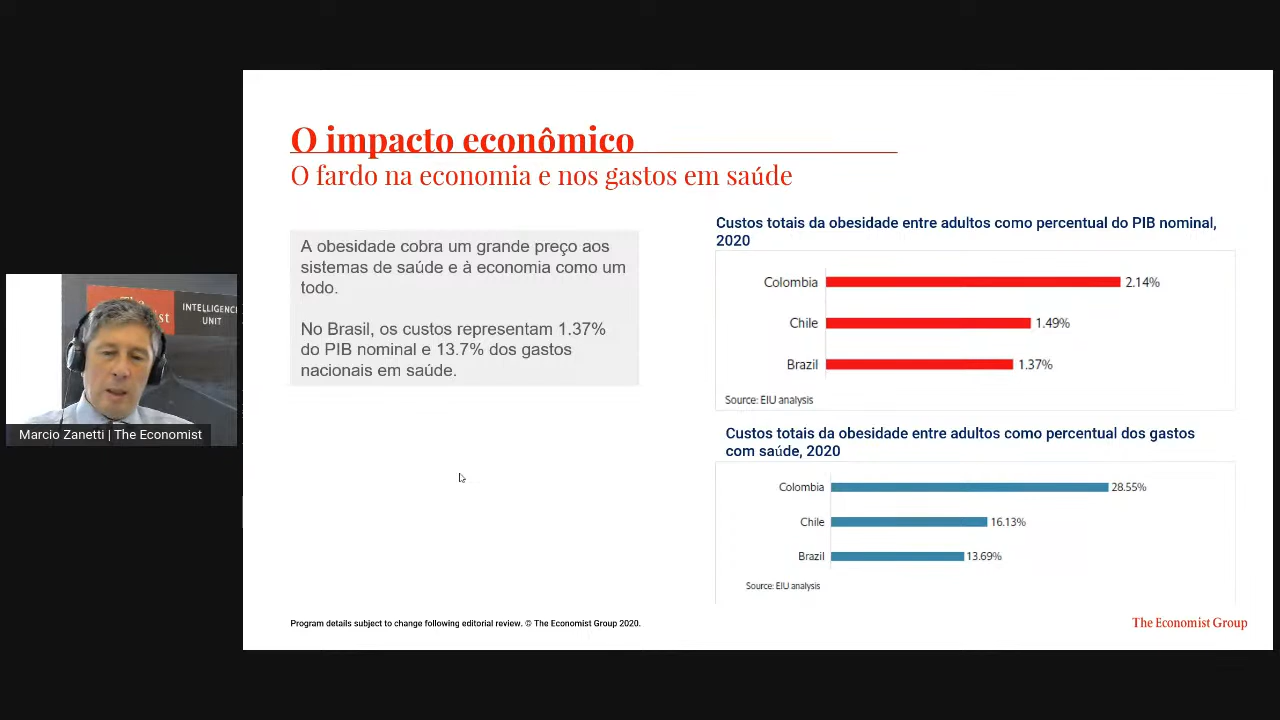 O impacto econômico
O fardo na economia e nos gastos em saúde
A obesidade cobra um grande preço aos
sistemas de saúde e à economia como um
todo.
No Brasil, os custos representam 1.37%
do PIB nominal e 13.7% dos gastos
nacionais em saúde.
Custos totais da obesidade entre adultos como percentual do PIB nominal,
2020
Colombia 2.14%
Chile 1.49%
Brazil 1.37%
Source: EIU analysis
Custos totais da obesidade entre adultos como percentual dos gastos
com saúde, 2020
Colombia 28.55%
Chile 16.13%
Brazil 13.69%
Source: EIU analysis
Program details subject to change following editorial review. © The Economist Group 2020.
The Economist Group
INTELLIGENCE
UNIT
Marcio Zanetti | The Economist